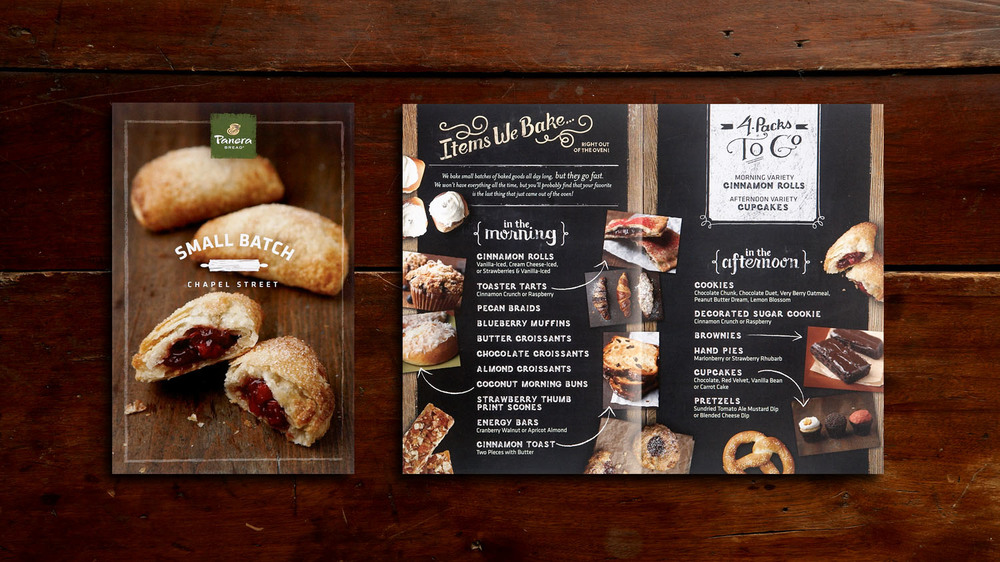 Panera
BREAD®
SMALL BATCH
CHAPEL STREET
Items We Bake...
RIGHT OUT
OF THE OVEN!
We bake small batches of baked goods all day long, but they go fast.
We won't have everything all the time, but you'll probably find that your favorite
is the last thing that just came out of the oven!
in the
morning
CINNAMON ROLLS
Vanilla-Iced, Cream Cheese-Iced,
or Strawberries & Vanilla-Iced
TOASTER TARTS
Cinnamon Crunch or Raspberry
PECAN BRAIDS
BLUEBERRY MUFFINS
BUTTER CROISSANTS
CHOCOLATE CROISSANTS
ALMOND CROISSANTS
COCONUT MORNING BUNS
STRAWBERRY THUMB
PRINT SCONES
ENERGY BARS
Cranberry Walnut or Apricot Almond
CINNAMON TOAST
Two Pieces with Butter
4-Packs
To Go
MORNING VARIETY
CINNAMON ROLLS
AFTERNOON VARIETY
CUPCAKES
in the
afternoon
COOKIES
Chocolate Chunk, Chocolate Duet, Very Berry Oatmeal,
Peanut Butter Dream, Lemon Blossom
DECORATED SUGAR COOKIE
Cinnamon Crunch or Raspberry
BROWNIES
HAND PIES
Marionberry or Strawberry Rhubarb
CUPCAKES
Chocolate, Red Velvet, Vanilla Bean
or Carrot Cake
PRETZELS
Sundried Tomato Ale Mustard Dip
or Blended Cheese Dip